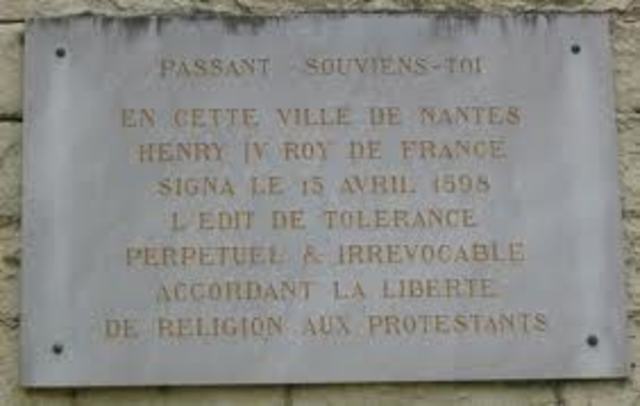 PASSANT SOUVIENS-TOI
EN CETTE VILLE DE NANTES
HENRY IV ROY DE FRANCE
SIGNA LE 15 AVRIL 1598
L'EDIT DE TOLERANCE
PERPETUEL & IRREVOCABLE
ACCORDANT LA LIBERTE
DE RELIGION AUX PROTESTANTS